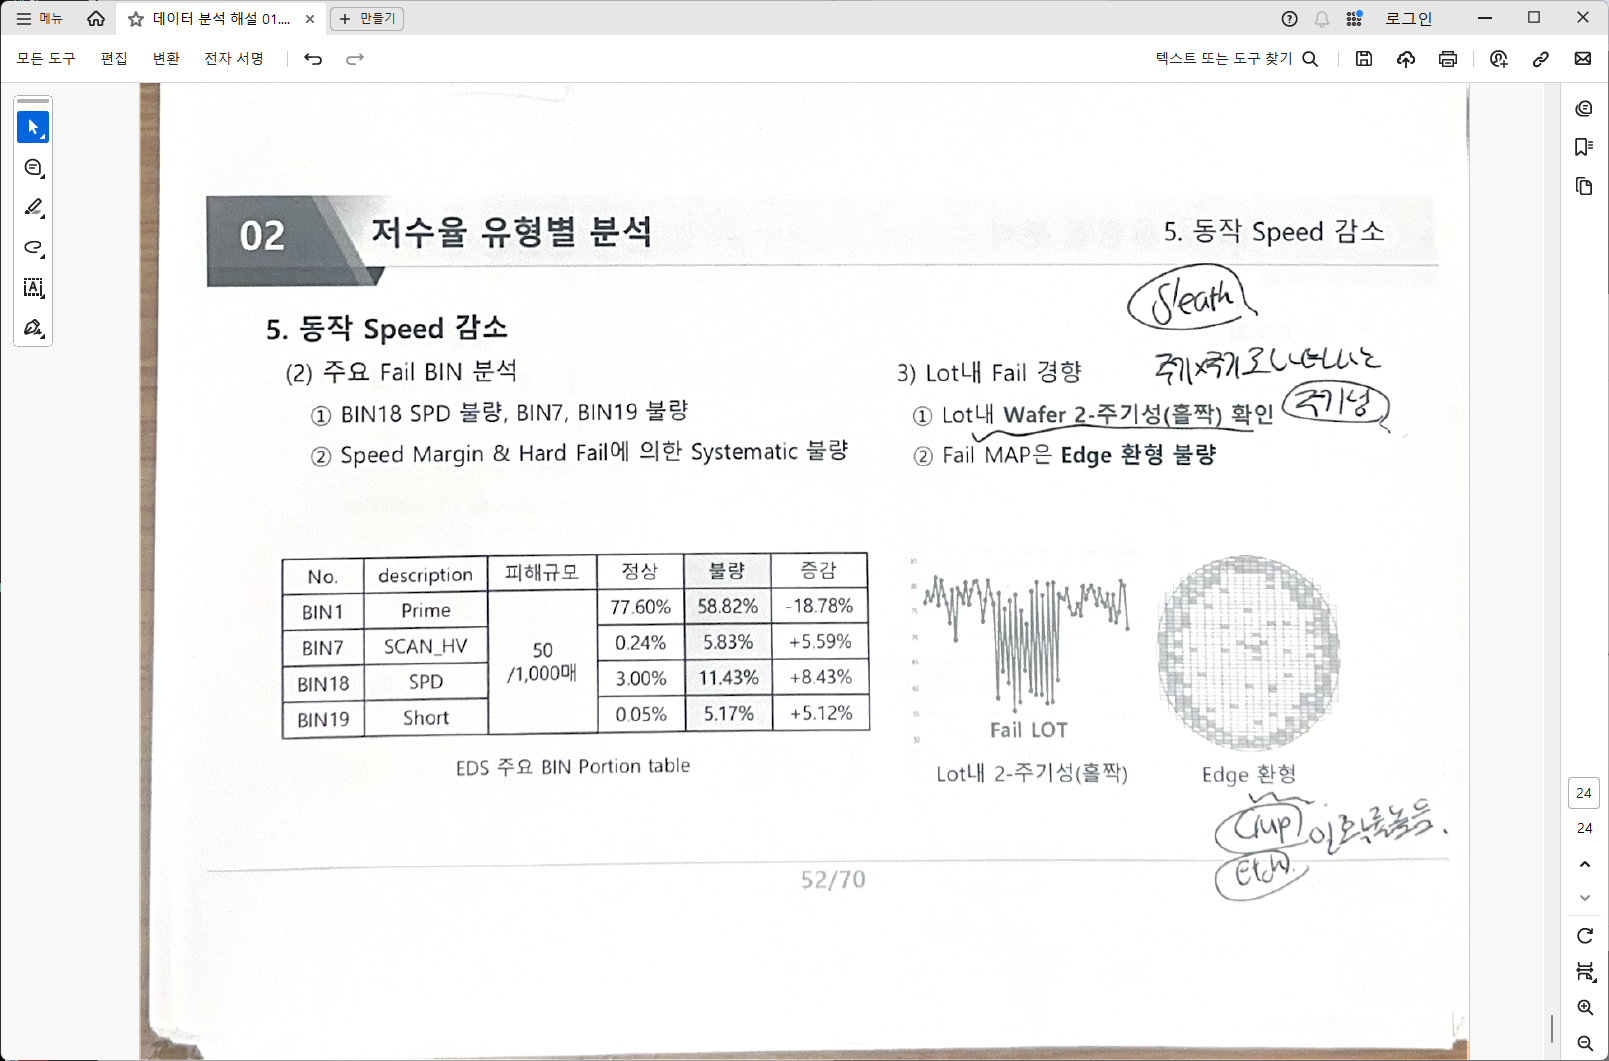 메뉴
데이터 분석 해설 01....
만들기
로그인
모든 도구
편집
변환
전자 서명
텍스트 또는 도구 찾기
02
저수율 유형별 분석
5. 동작 Speed 감소
5. 동작 Speed 감소
(2) 주요 Fail BIN 분석
① BIN18 SPD 불량, BIN7, BIN19 불량
② Speed Margin & Hard Fail에 의한 Systematic 불량
3) Lot내 Fail 경향
① Lot내 Wafer 2-주기성(홀짝) 확인
주기성
② Fail MAP은 Edge 환형 불량
No. description 피해규모 정상 불량 증감
BIN1 Prime 77.60% 58.82% -18.78%
BIN7 SCAN_HV 0.24% 5.83% +5.59%
50
/1,000매
BIN18 SPD 3.00% 11.43% +8.43%
BIN19 Short 0.05% 5.17% +5.12%
EDS 주요 BIN Portion table
Fail LOT
Lot내 2-주기성(홀짝)
Edge 환형
Etch
52/70
24
24